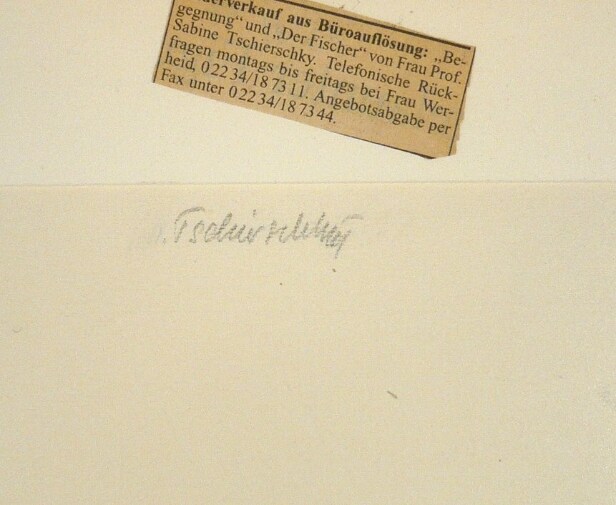 derverkauf aus Büroauflösung: „Be-
gegnung“ und „Der Fischer“ von Frau Prof.
Sabine Tschierschky. Telefonische Rück-
fragen montags bis freitags bei Frau Wer-
heid, 0 22 34/18 73 11. Angebotsabgabe per
Fax unter 0 22 34/18 73 44.
Tschierschky